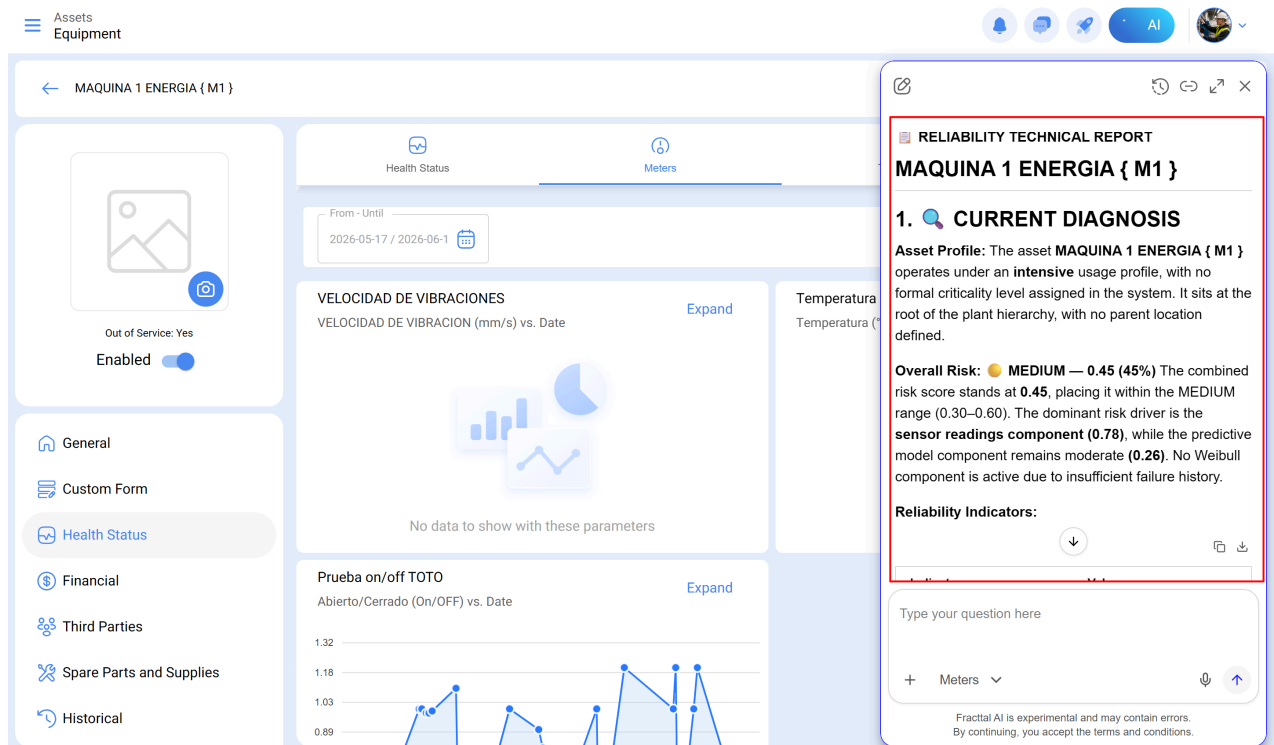 Assets
Equipment
AI
MAQUINA 1 ENERGIA { M1 }
Out of Service: Yes
Enabled
General
Custom Form
Health Status
Financial
Third Parties
Spare Parts and Supplies
Historical
Health Status
Meters
From - Until
2026-05-17 / 2026-06-1
VELOCIDAD DE VIBRACIONES
VELOCIDAD DE VIBRACION (mm/s) vs. Date
Expand
No data to show with these parameters
Temperatura
Temperatura (°
Prueba on/off TOTO
Abierto/Cerrado (On/OFF) vs. Date
Expand
1.32
1.18
1.03
0.89
RELIABILITY TECHNICAL REPORT
MAQUINA 1 ENERGIA { M1 }
1. CURRENT DIAGNOSIS
Asset Profile: The asset MAQUINA 1 ENERGIA { M1 }
operates under an intensive usage profile, with no
formal criticality level assigned in the system. It sits at the
root of the plant hierarchy, with no parent location
defined.
Overall Risk: MEDIUM — 0.45 (45%) The combined
risk score stands at 0.45, placing it within the MEDIUM
range (0.30–0.60). The dominant risk driver is the
sensor readings component (0.78), while the predictive
model component remains moderate (0.26). No Weibull
component is active due to insufficient failure history.
Reliability Indicators:
Type your question here
Meters
Fracttal AI is experimental and may contain errors.
By continuing, you accept the terms and conditions.